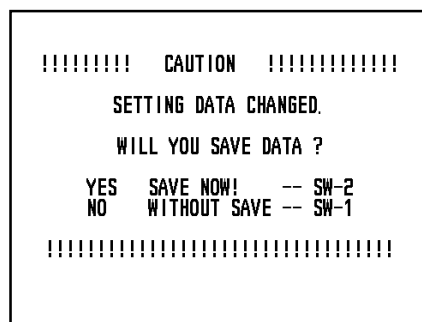 !!!!!!!!! CAUTION !!!!!!!!!!!!!
SETTING DATA CHANGED.
WILL YOU SAVE DATA ?
YES SAVE NOW! -- SW-2
NO WITHOUT SAVE -- SW-1
!!!!!!!!!!!!!!!!!!!!!!!!!!!!!!!!!!